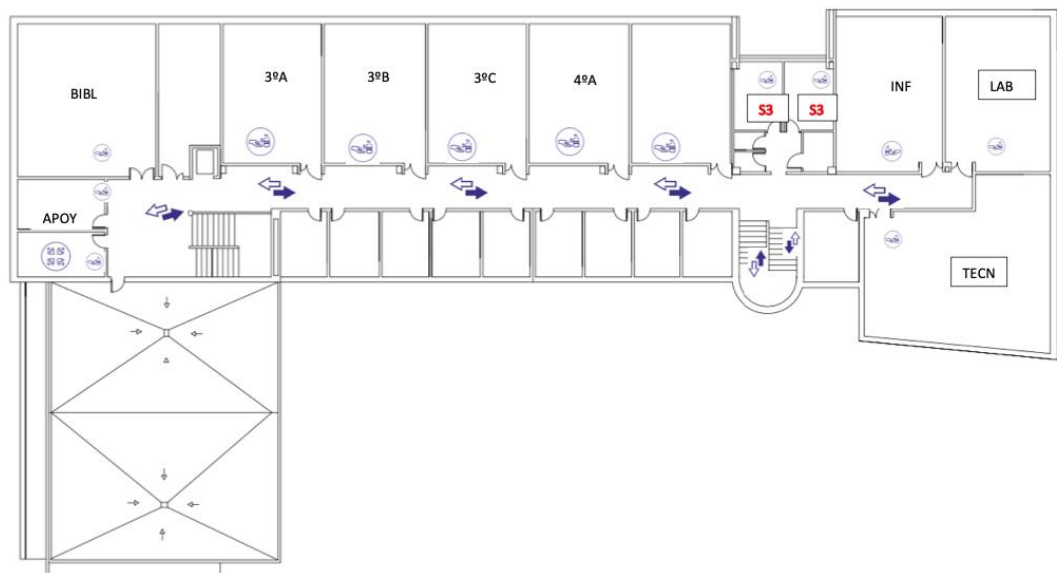 BIBL
3ºA
3ºB
3ºC
4ºA
S3
S3
INF
LAB
APOY
TECN